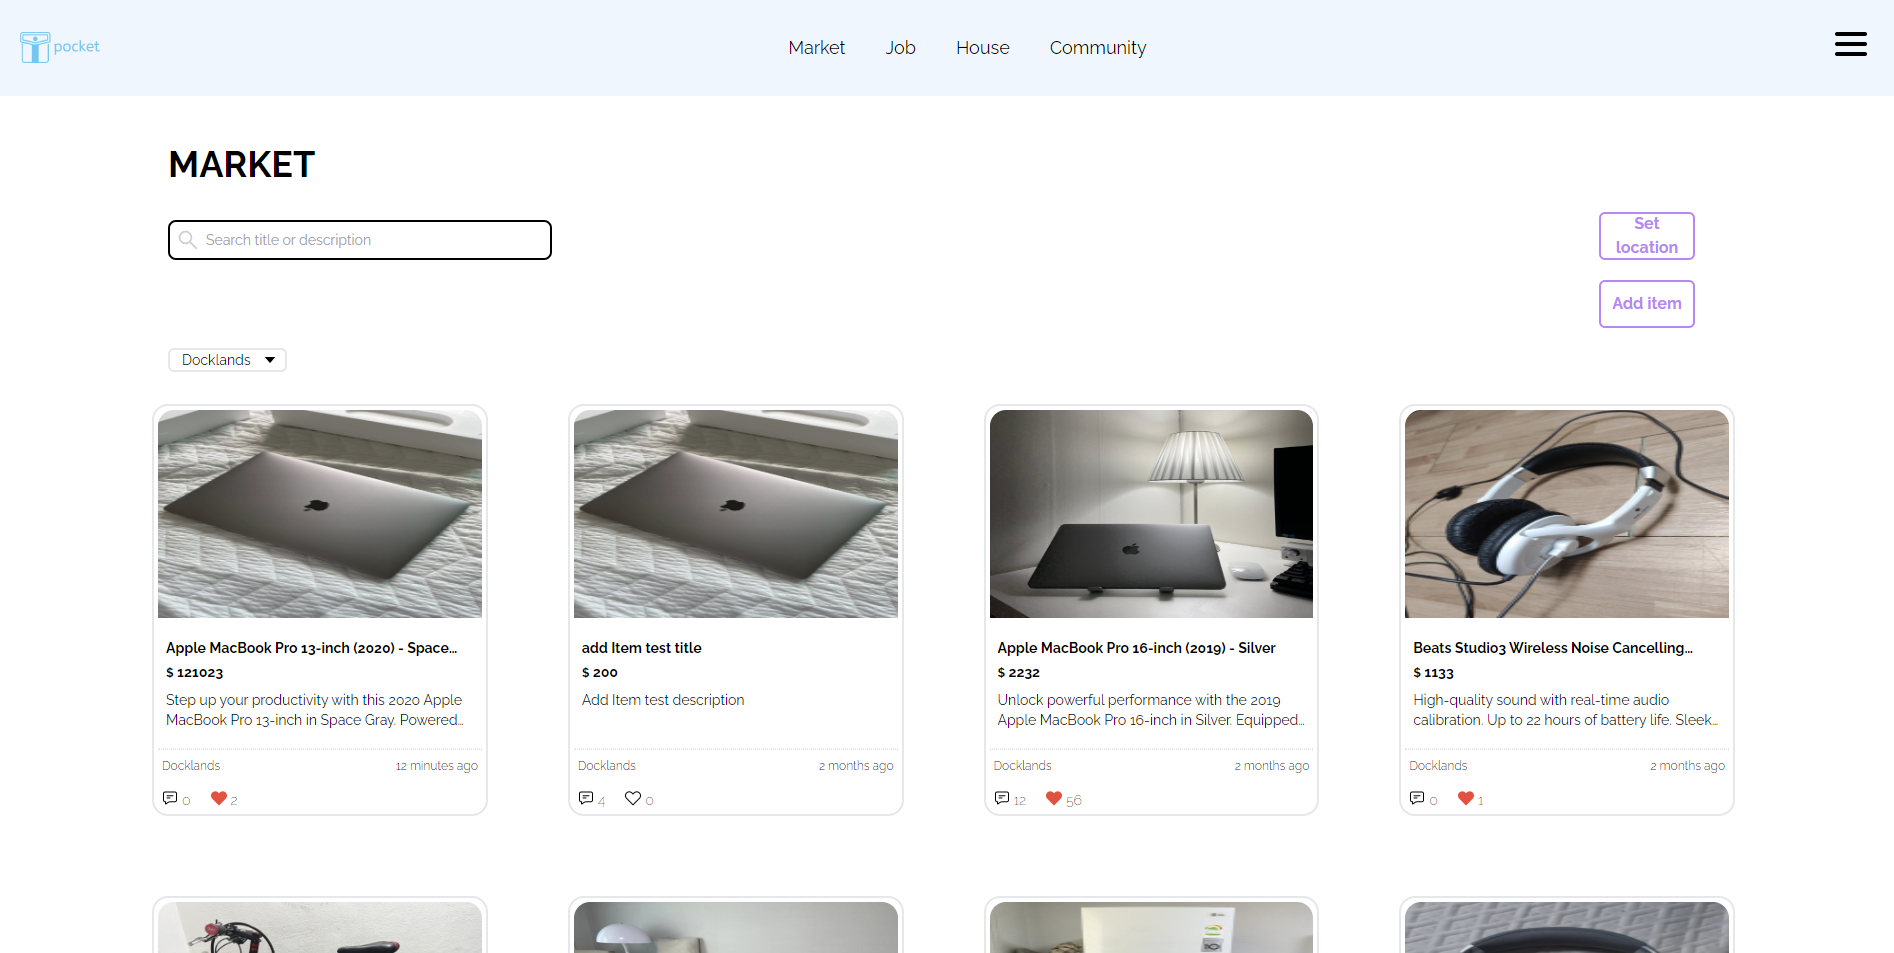 pocket
Market
Job
House
Community
MARKET
Search title or description
Set
location
Add item
Docklands
Apple MacBook Pro 13-inch (2020) - Space...
$ 121023
Step up your productivity with this 2020 Apple
MacBook Pro 13-inch in Space Gray. Powered...
Docklands
12 minutes ago
0
2
add Item test title
$ 200
Add Item test description
Docklands
2 months ago
4
0
Apple MacBook Pro 16-inch (2019) - Silver
$ 2232
Unlock powerful performance with the 2019
Apple MacBook Pro 16-inch in Silver. Equipped...
Docklands
2 months ago
12
56
Beats Studio3 Wireless Noise Cancelling...
$ 1133
High-quality sound with real-time audio
calibration. Up to 22 hours of battery life. Sleek...
Docklands
2 months ago
0
1